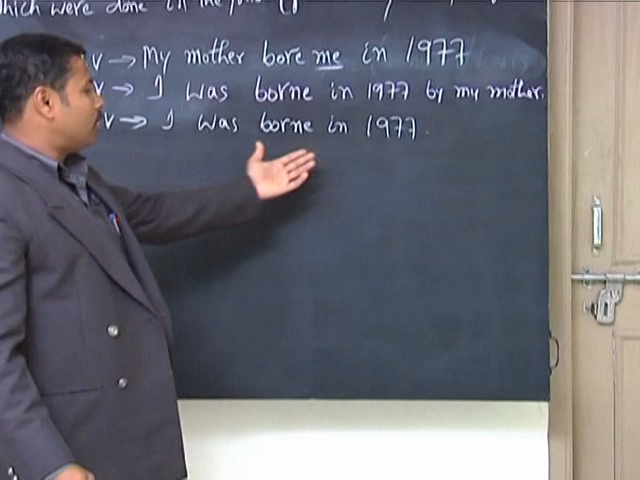 which were done in the
V → My mother bore me in 1977
V → I was borne in 1977 by my mother.
V → I was borne in 1977.